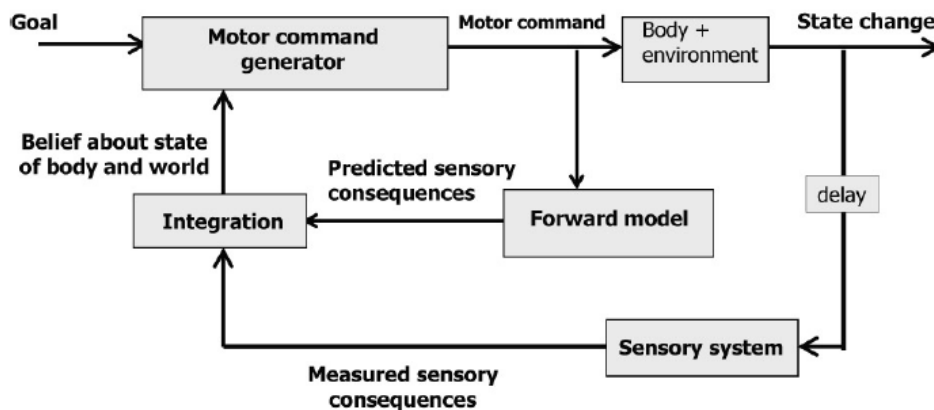 Goal
Motor command
generator
Motor command
Body +
environment
State change
Belief about state
of body and world
Predicted sensory
consequences
delay
Integration
Forward model
Sensory system
Measured sensory
consequences